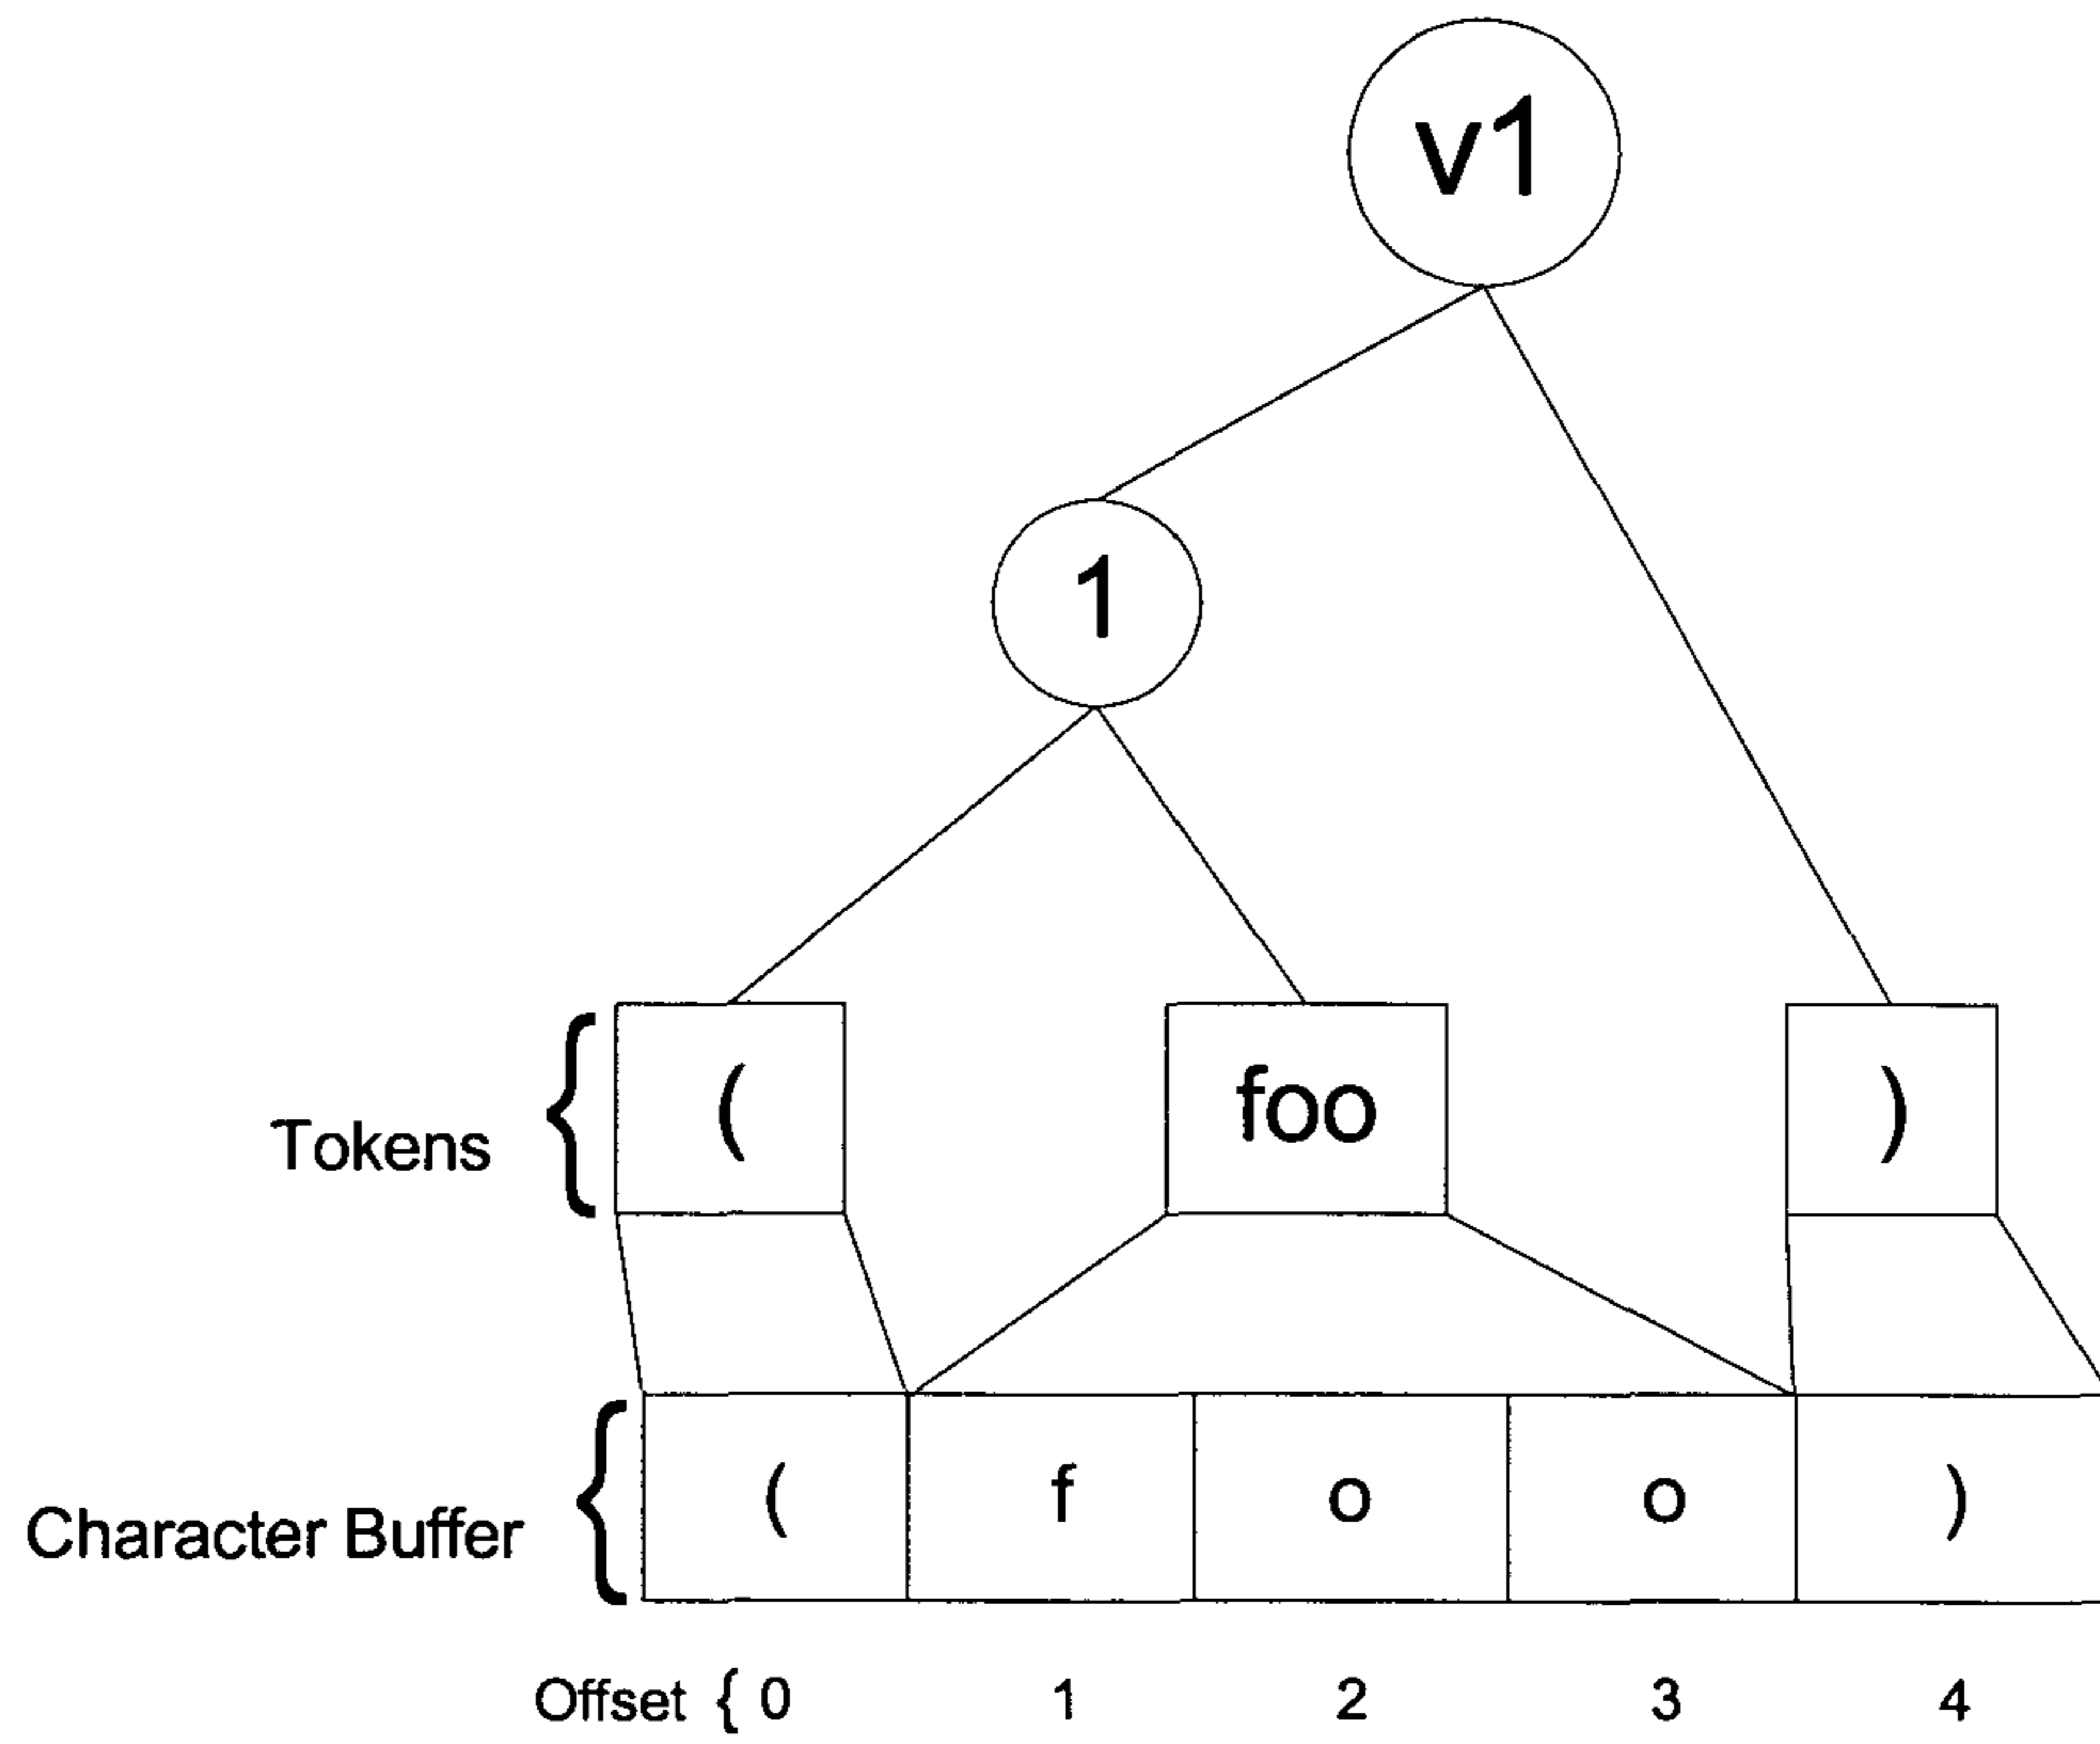 v1
1
Tokens { ( foo )
Character Buffer { ( f o o )
Offset { 0 1 2 3 4